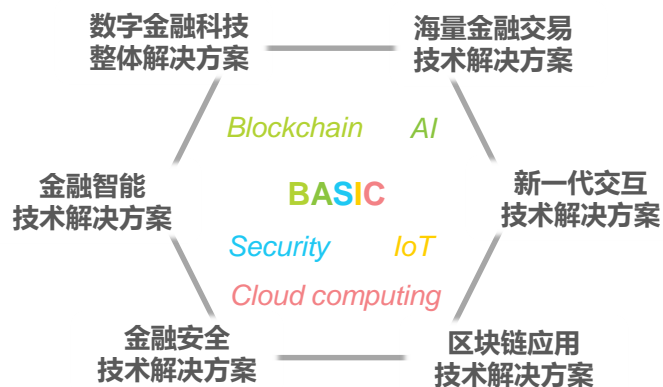 数字金融科技
整体解决方案
海量金融交易
技术解决方案
Blockchain
AI
金融智能
技术解决方案
BASIC
新一代交互
技术解决方案
Security
IoT
Cloud computing
金融安全
技术解决方案
区块链应用
技术解决方案